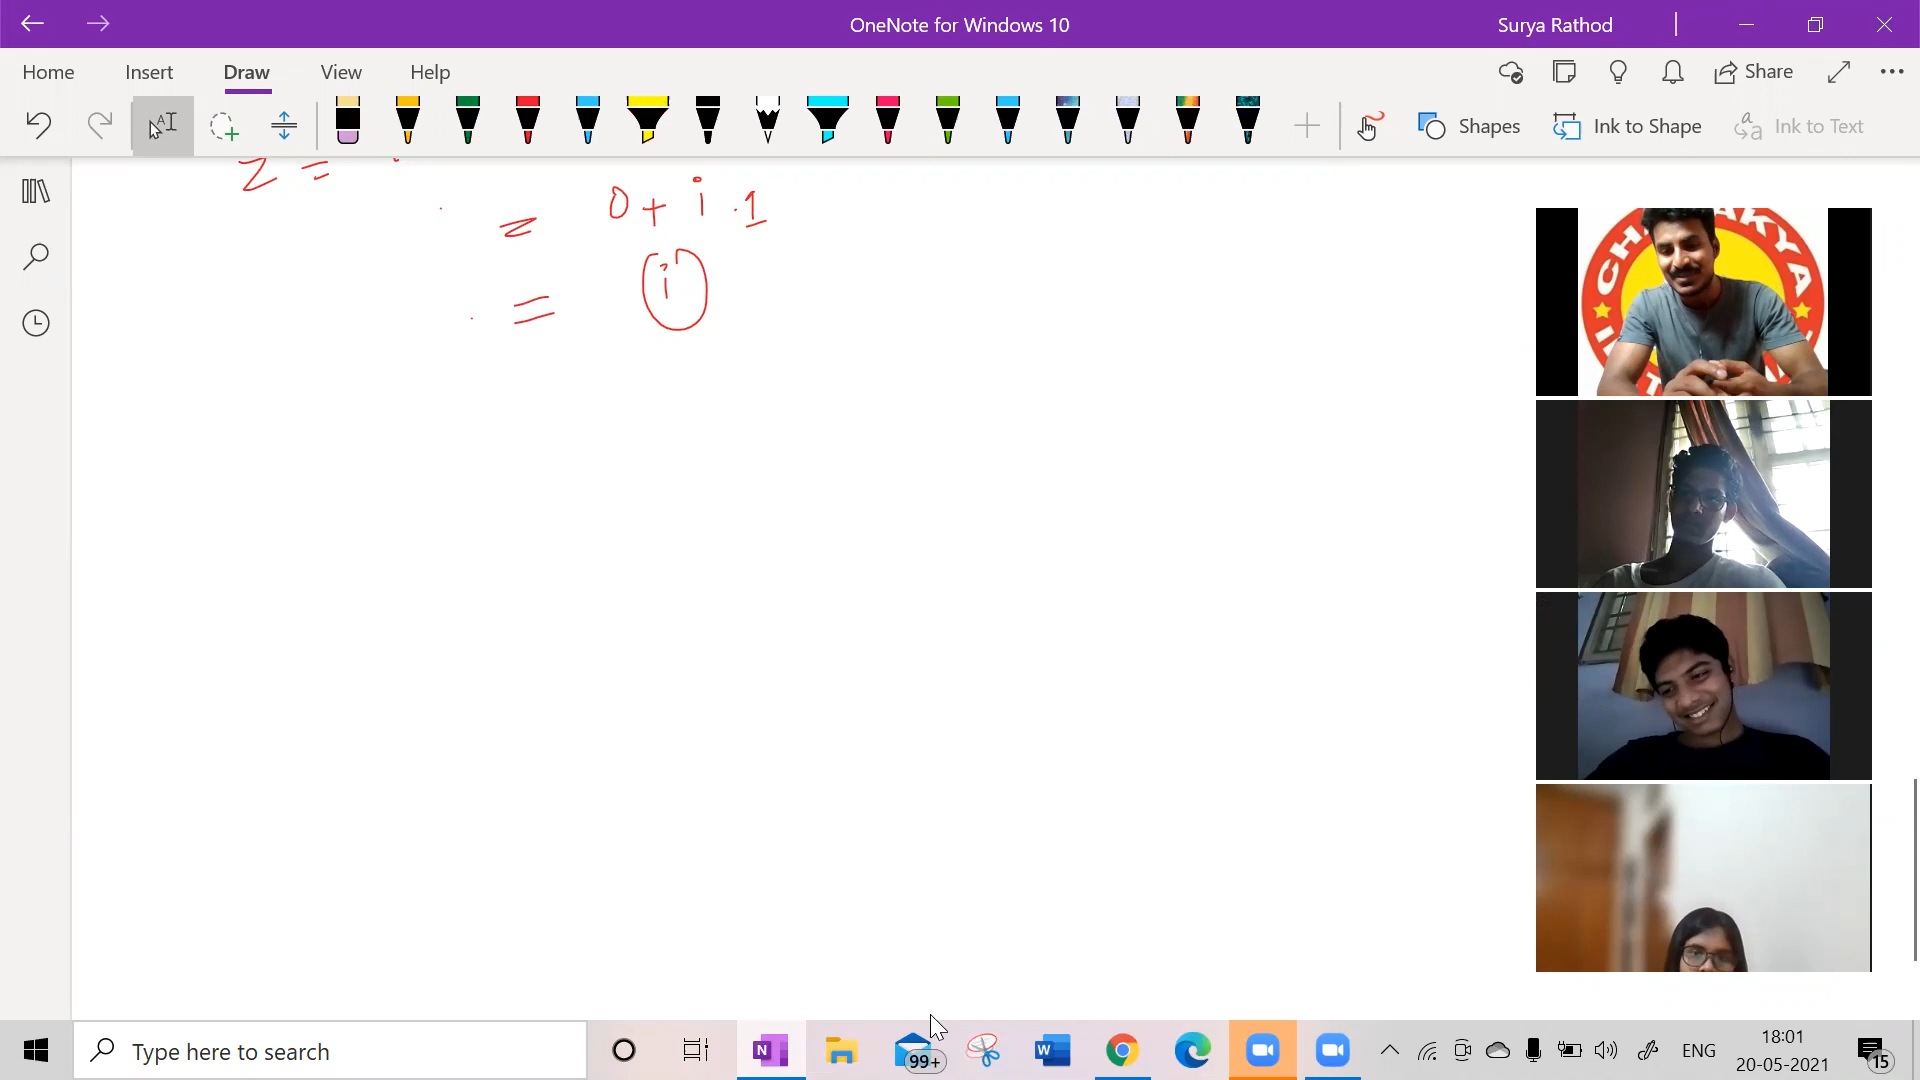 OneNote for Windows 10
Surya Rathod
Home Insert Draw View Help
Share
Shapes
Ink to Shape
Ink to Text
z =
= 0 + i . 1
= i
N
99+
W
Type here to search
ENG
18:01
20-05-2021
15